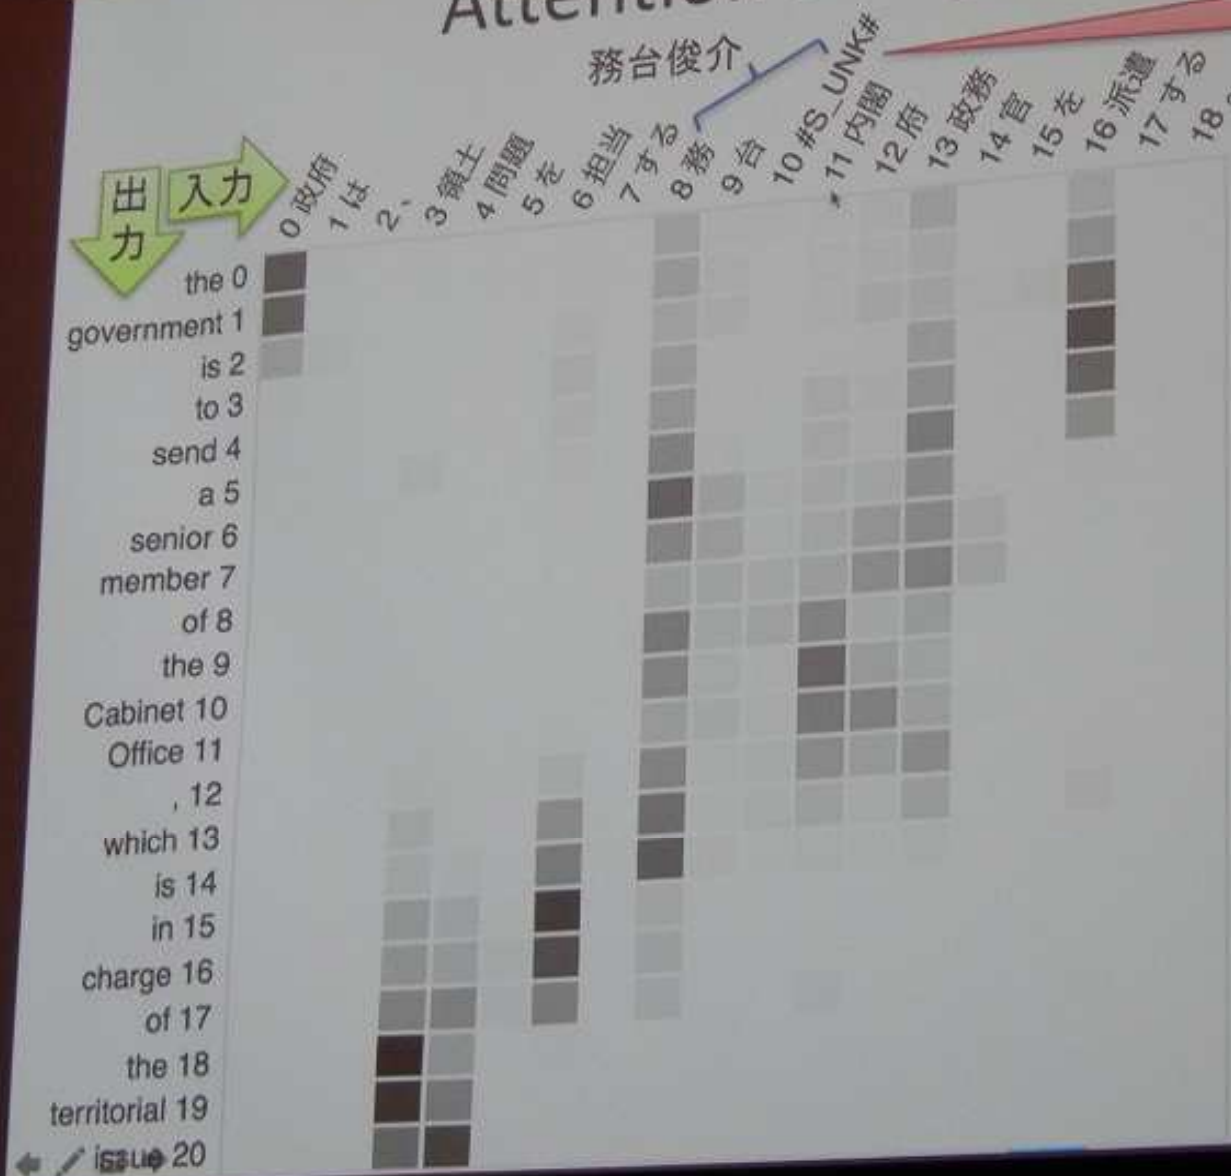 務台俊介
出力
入力
0 政府
1 は
2 、
3 領土
4 問題
5 を
6 担当
7 する
8 務
9 台
10 #S_UNK#
11 内閣
12 府
13 政務
14 官
15 を
16 派遣
17 する
18
the 0
government 1
is 2
to 3
send 4
a 5
senior 6
member 7
of 8
the 9
Cabinet 10
Office 11
, 12
which 13
is 14
in 15
charge 16
of 17
the 18
territorial 19
issue 20